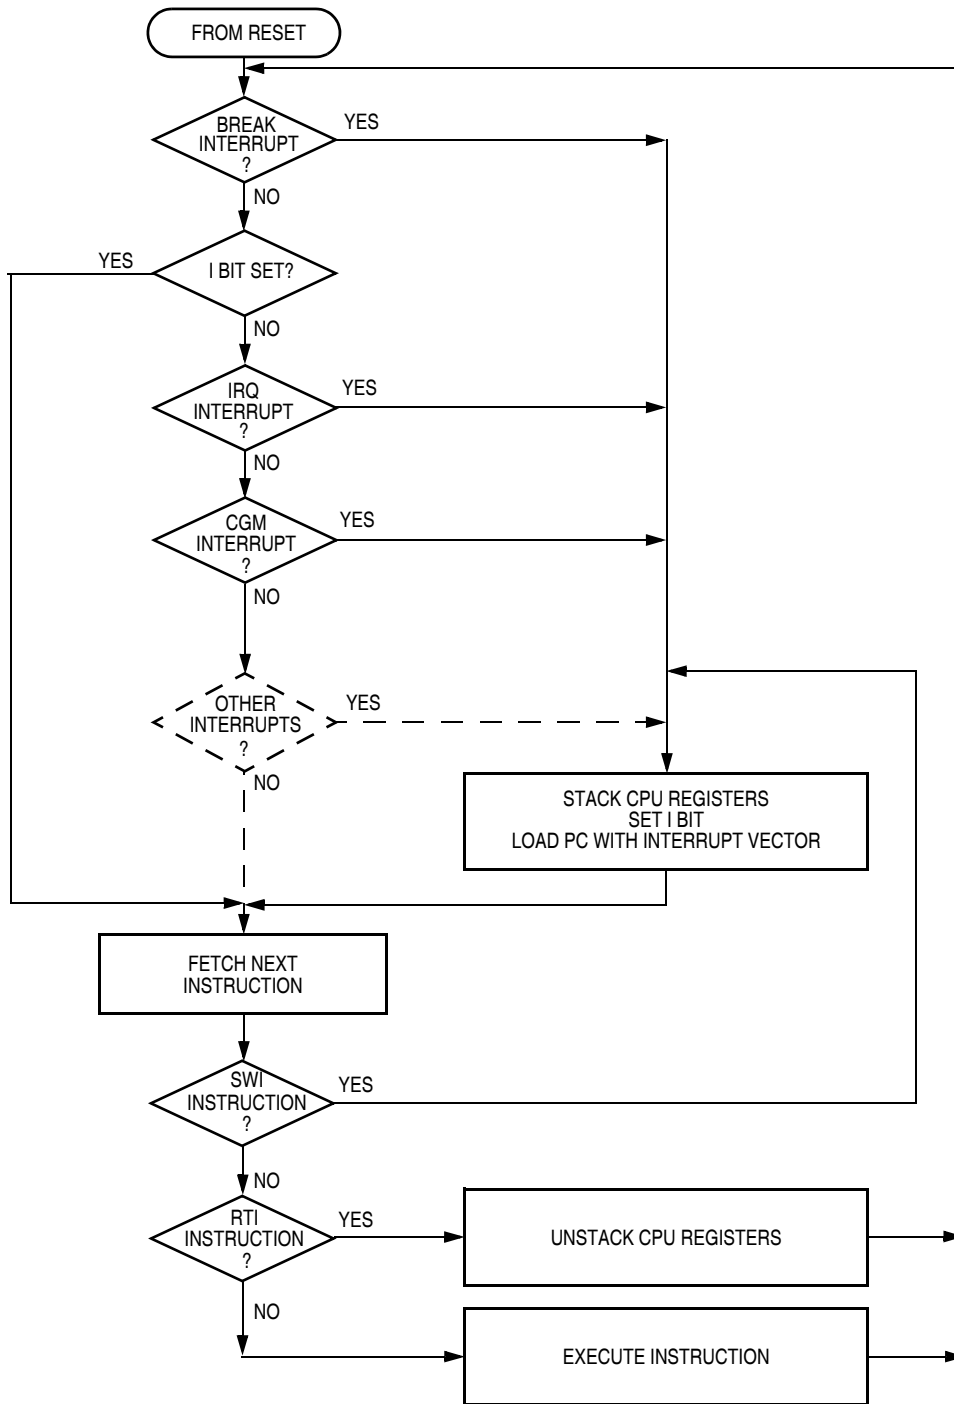 FROM RESET
BREAK
INTERRUPT
?
YES
NO
I BIT SET?
YES
NO
IRQ
INTERRUPT
?
YES
NO
CGM
INTERRUPT
?
YES
NO
OTHER
INTERRUPTS
?
YES
NO
STACK CPU REGISTERS
SET I BIT
LOAD PC WITH INTERRUPT VECTOR
FETCH NEXT
INSTRUCTION
SWI
INSTRUCTION
?
YES
NO
RTI
INSTRUCTION
?
YES
NO
UNSTACK CPU REGISTERS
EXECUTE INSTRUCTION